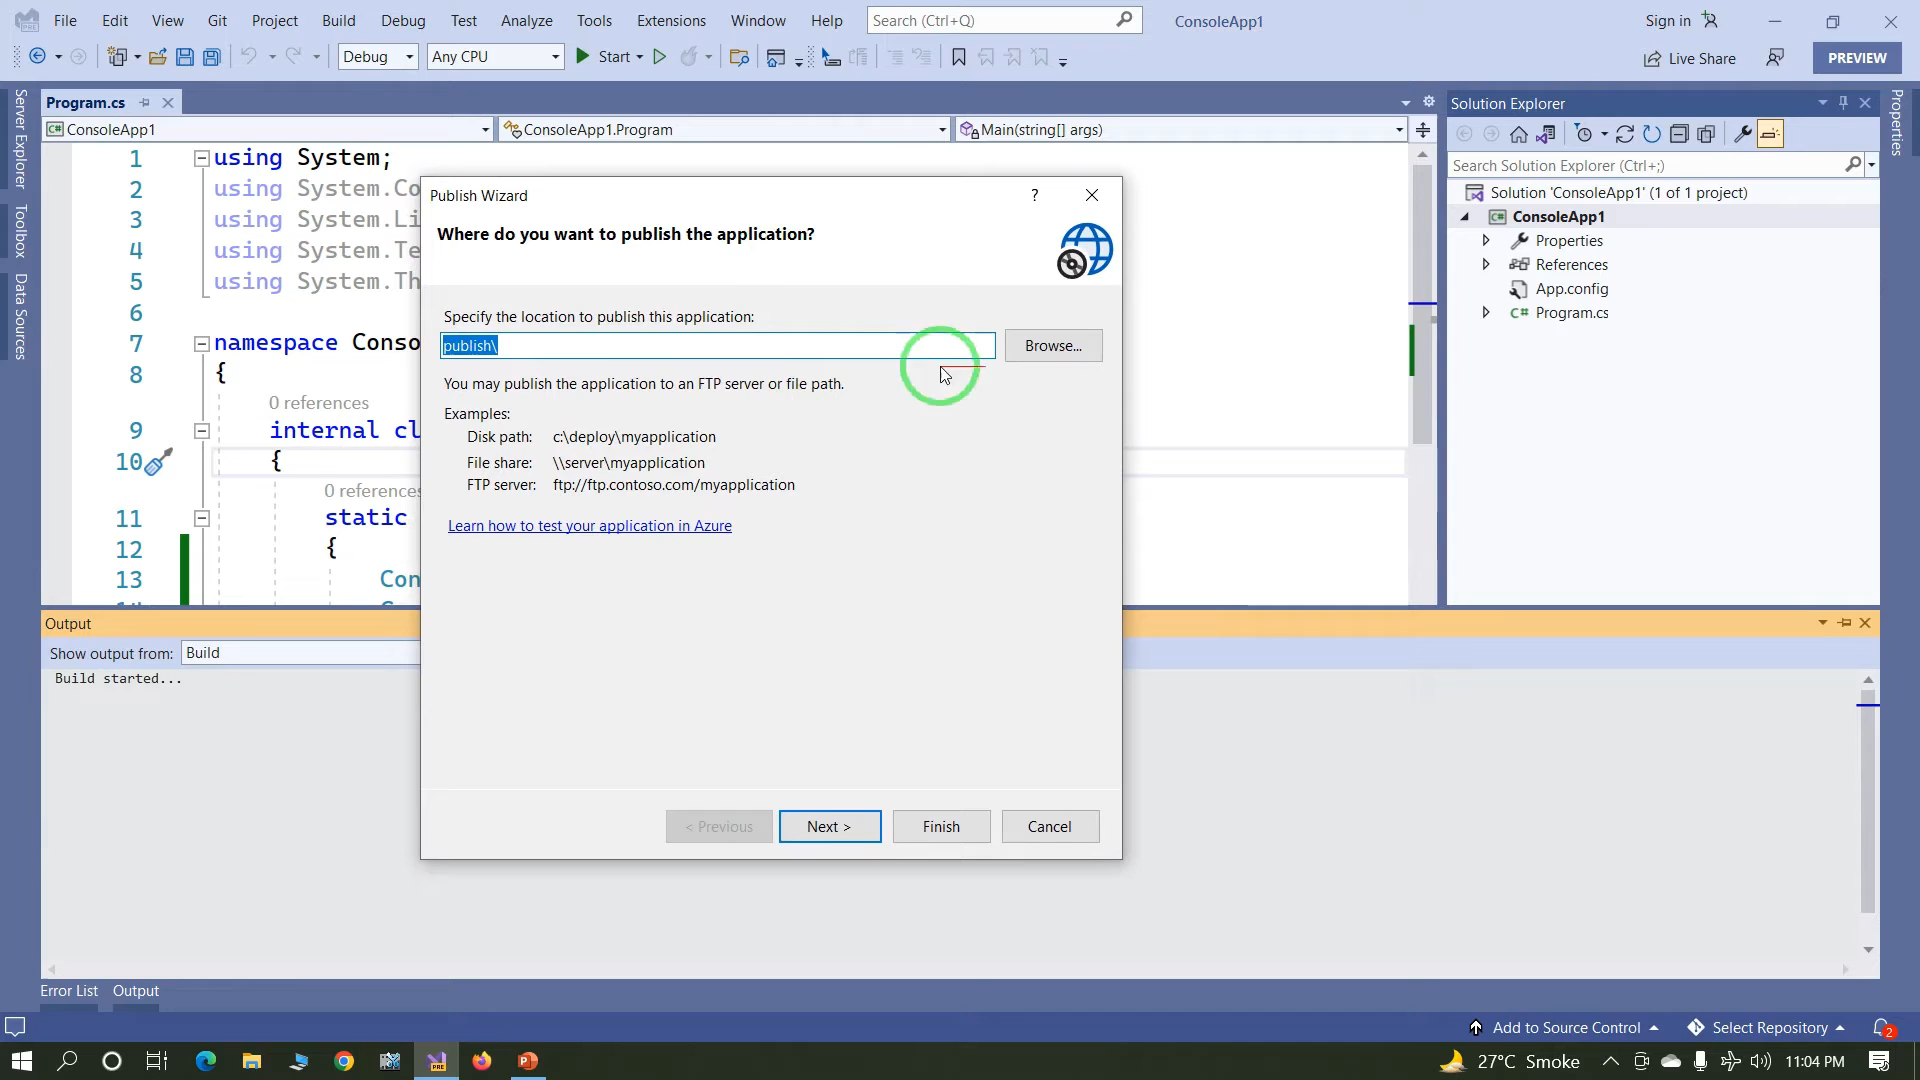 File Edit View Git Project Build Debug Test Analyze Tools Extensions Window Help Search (Ctrl+Q) ConsoleApp1 Sign in
Debug Any CPU Start Live Share PREVIEW
Server Explorer
Toolbox
Data Sources
Program.cs
ConsoleApp1 ConsoleApp1.Program Main(string[] args)
1 using System;
2 using System.Co
3 using System.Li
4 using System.Te
5 using System.Th
6
7 namespace Conso
8 {
0 references
9 internal cl
10 {
0 references
11 static
12 {
13 Con
Publish Wizard ?
Where do you want to publish the application?
Specify the location to publish this application:
publish\ Browse...
You may publish the application to an FTP server or file path.
Examples:
Disk path: c:\deploy\myapplication
File share: \\server\myapplication
FTP server: ftp://ftp.contoso.com/myapplication
Learn how to test your application in Azure
< Previous Next > Finish Cancel
Solution Explorer
Search Solution Explorer (Ctrl+;)
Solution 'ConsoleApp1' (1 of 1 project)
C# ConsoleApp1
Properties
References
App.config
C# Program.cs
Properties
Output
Show output from: Build
Build started...
Error List Output
Add to Source Control Select Repository 2
27°C Smoke 11:04 PM